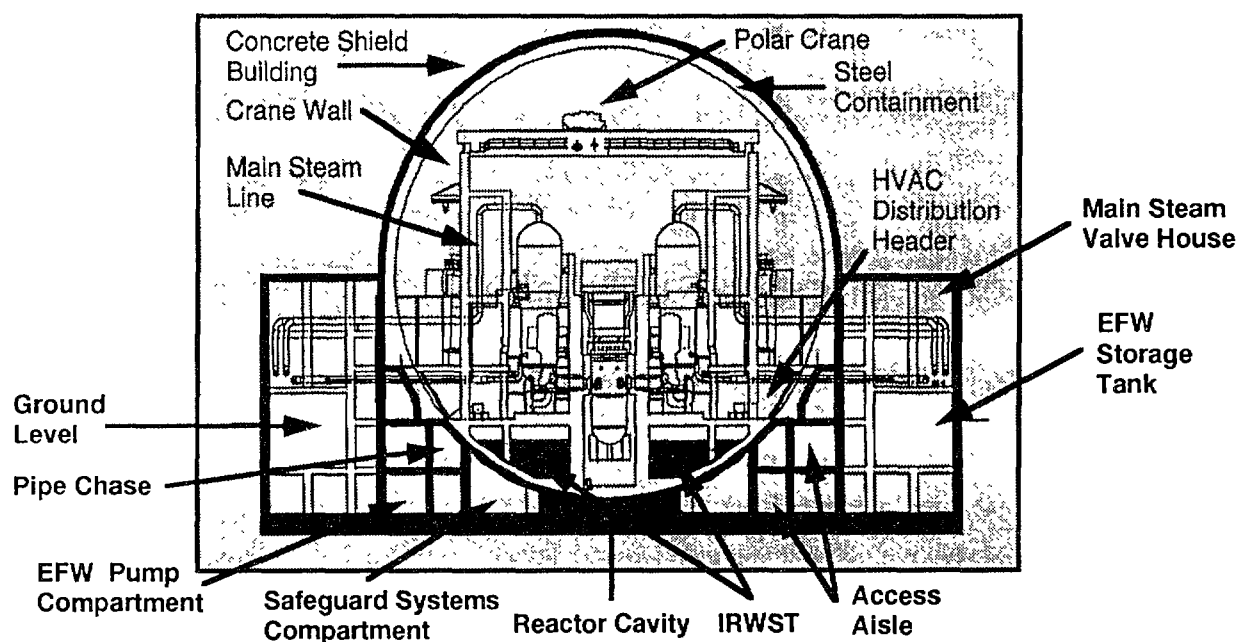 Concrete Shield
Building
Polar Crane
Steel
Containment
Crane Wall
Main Steam
Line
HVAC
Distribution
Header
Main Steam
Valve House
EFW
Storage
Tank
Ground
Level
Pipe Chase
EFW Pump
Compartment
Safeguard Systems
Compartment
Reactor Cavity
IRWST
Access
Aisle